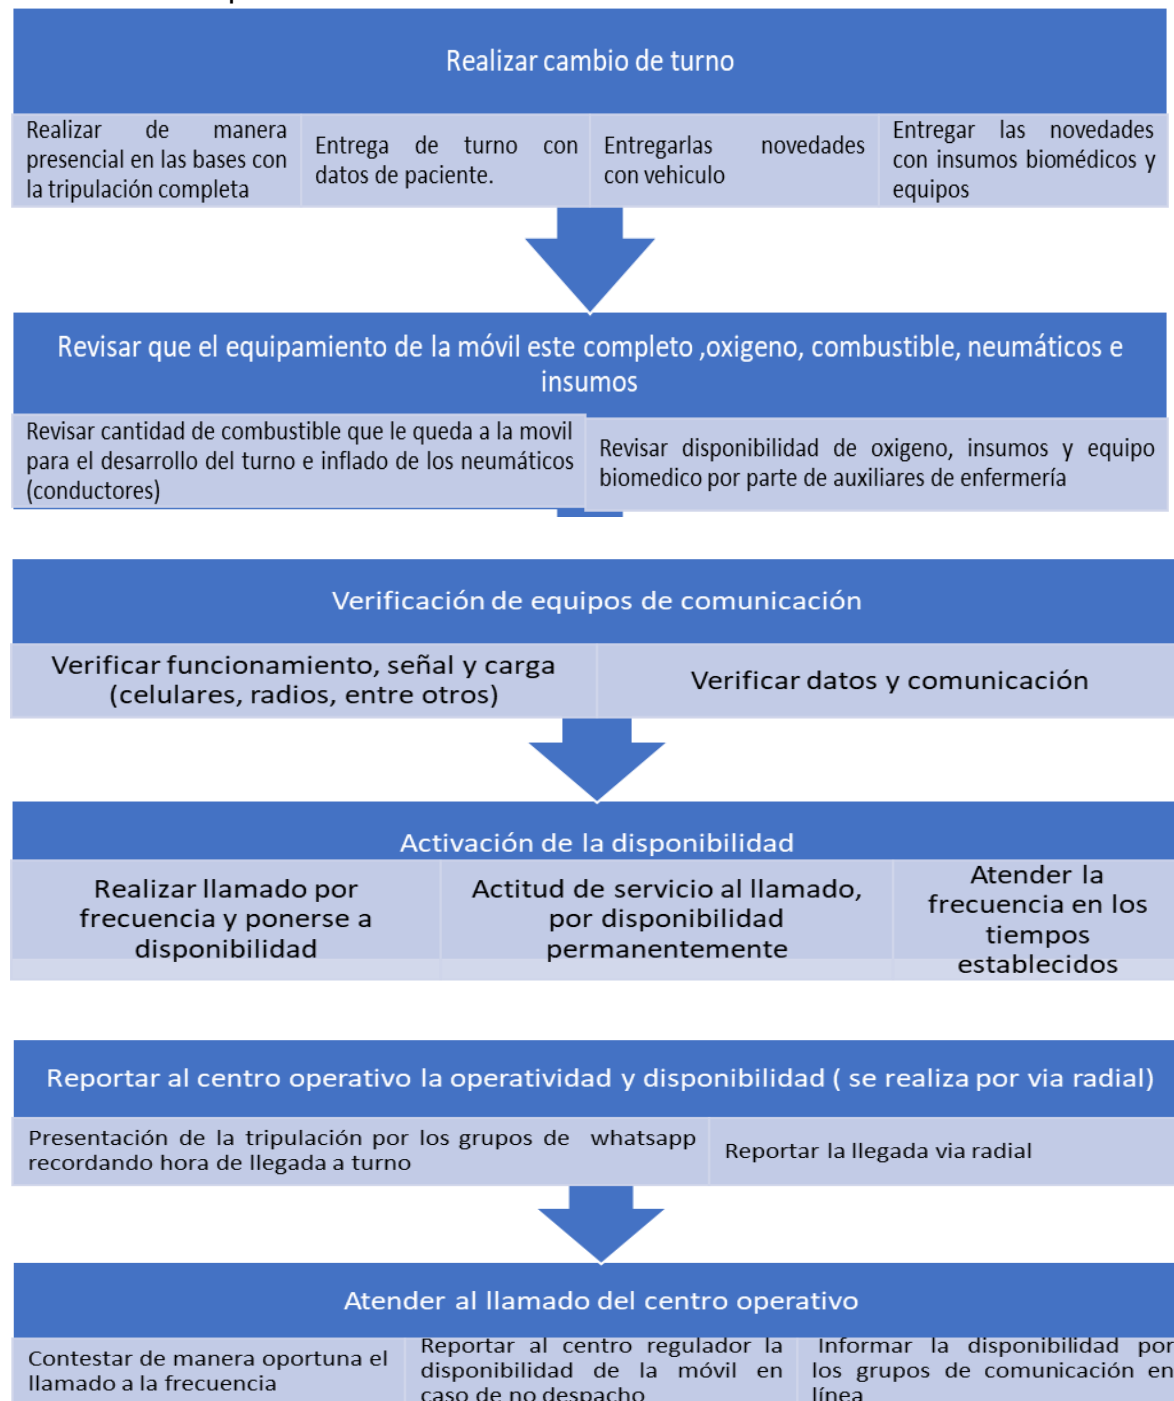 Realizar cambio de turno
Realizar de manera
presencial en las bases con
la tripulación completa
Entrega de turno con
datos de paciente.
Entregarlas novedades
con vehiculo
Entregar las novedades
con insumos biomédicos y
equipos
Revisar que el equipamiento de la móvil este completo ,oxigeno, combustible, neumáticos e
insumos
Revisar cantidad de combustible que le queda a la movil
para el desarrollo del turno e inflado de los neumáticos
(conductores)
Revisar disponibilidad de oxigeno, insumos y equipo
biomedico por parte de auxiliares de enfermería
Verificación de equipos de comunicación
Verificar funcionamiento, señal y carga
(celulares, radios, entre otros)
Verificar datos y comunicación
Activación de la disponibilidad
Realizar llamado por
frecuencia y ponerse a
disponibilidad
Actitud de servicio al llamado,
por disponibilidad
permanentemente
Atender la
frecuencia en los
tiempos
establecidos
Reportar al centro operativo la operatividad y disponibilidad ( se realiza por via radial)
Presentación de la tripulación por los grupos de whatsapp
recordando hora de llegada a turno
Reportar la llegada via radial
Atender al llamado del centro operativo
Contestar de manera oportuna el
llamado a la frecuencia
Reportar al centro regulador la
disponibilidad de la móvil en
caso de no despacho
Informar la disponibilidad por
los grupos de comunicación en
línea